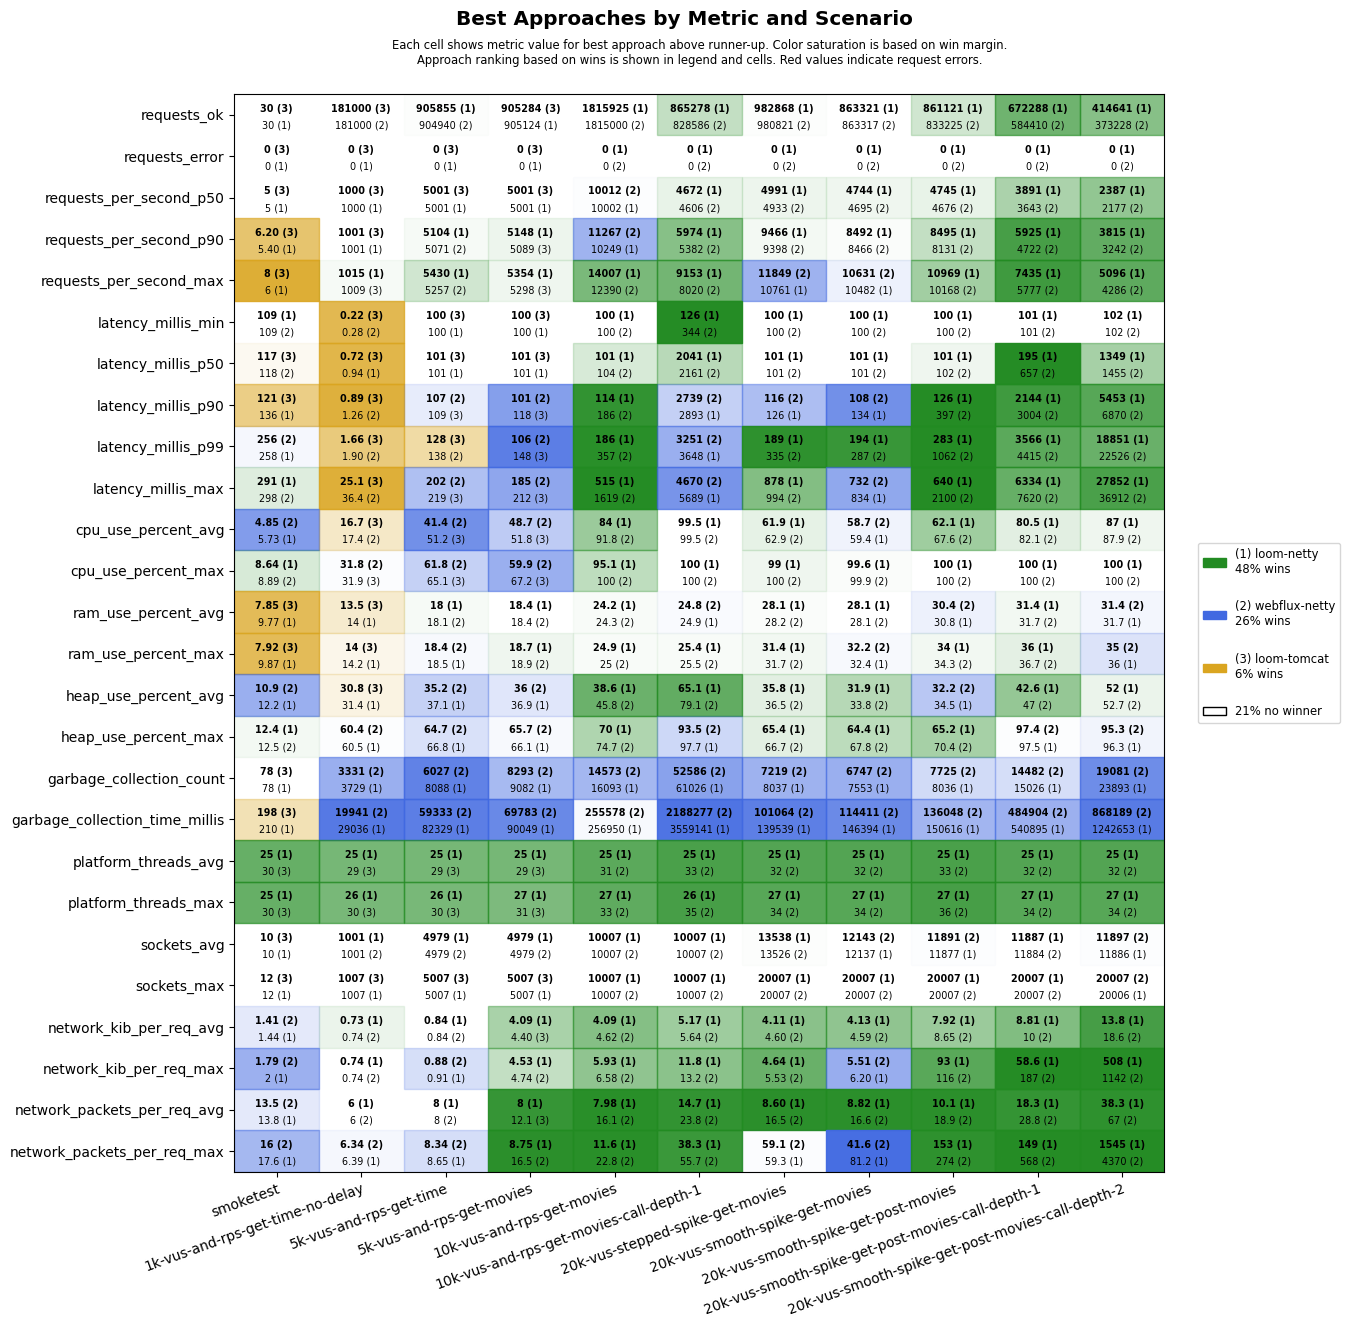 Best Approaches by Metric and Scenario
Each cell shows metric value for best approach above runner-up. Color saturation is based on win margin.
Approach ranking based on wins is shown in legend and cells. Red values indicate request errors.
requests_ok
30 (3) 181000 (3) 905855 (1) 905284 (3) 1815925 (1) 865278 (1) 982868 (1) 863321 (1) 861121 (1) 672288 (1) 414641 (1)
30 (1) 181000 (2) 904940 (2) 905124 (1) 1815000 (2) 828586 (2) 980821 (2) 863317 (2) 833225 (2) 584410 (2) 373228 (2)
requests_error
0 (3) 0 (3) 0 (3) 0 (3) 0 (1) 0 (1) 0 (1) 0 (1) 0 (1) 0 (1) 0 (1)
0 (1) 0 (1) 0 (1) 0 (1) 0 (2) 0 (2) 0 (2) 0 (2) 0 (2) 0 (2) 0 (2)
requests_per_second_p50
5 (3) 1000 (3) 5001 (3) 5001 (3) 10012 (2) 4672 (1) 4991 (1) 4744 (1) 4745 (1) 3891 (1) 2387 (1)
5 (1) 1000 (1) 5001 (1) 5001 (1) 10002 (1) 4606 (2) 4933 (2) 4695 (2) 4676 (2) 3643 (2) 2177 (2)
requests_per_second_p90
6.20 (3) 1001 (3) 5104 (1) 5148 (1) 11267 (2) 5974 (1) 9466 (1) 8492 (1) 8495 (1) 5925 (1) 3815 (1)
5.40 (1) 1001 (1) 5071 (2) 5089 (3) 10249 (1) 5382 (2) 9398 (2) 8466 (2) 8131 (2) 4722 (2) 3242 (2)
requests_per_second_max
8 (3) 1015 (1) 5430 (1) 5354 (1) 14007 (1) 9153 (1) 11849 (2) 10631 (2) 10969 (1) 7435 (1) 5096 (1)
6 (1) 1009 (3) 5257 (2) 5298 (3) 12390 (2) 8020 (2) 10761 (1) 10482 (1) 10168 (2) 5777 (2) 4286 (2)
latency_millis_min
109 (1) 0.22 (3) 100 (3) 100 (3) 100 (1) 126 (1) 100 (1) 100 (1) 100 (1) 101 (1) 102 (1)
109 (2) 0.28 (2) 100 (1) 100 (1) 100 (2) 344 (2) 100 (2) 100 (2) 100 (2) 101 (2) 102 (2)
latency_millis_p50
117 (3) 0.72 (3) 101 (3) 101 (3) 101 (1) 2041 (1) 101 (1) 101 (1) 101 (1) 195 (1) 1349 (1)
118 (2) 0.94 (1) 101 (1) 101 (1) 104 (2) 2161 (2) 101 (2) 101 (2) 102 (2) 657 (2) 1455 (2)
latency_millis_p90
121 (3) 0.89 (3) 107 (2) 101 (2) 114 (1) 2739 (2) 116 (2) 108 (2) 126 (1) 2144 (1) 5453 (1)
136 (1) 1.26 (2) 109 (3) 118 (3) 186 (2) 2893 (1) 126 (1) 134 (1) 397 (2) 3004 (2) 6870 (2)
latency_millis_p99
256 (2) 1.66 (3) 128 (3) 106 (2) 186 (1) 3251 (2) 189 (1) 194 (1) 283 (1) 3566 (1) 18851 (1)
258 (1) 1.90 (2) 138 (2) 148 (3) 357 (2) 3648 (1) 335 (2) 287 (2) 1062 (2) 4415 (2) 22526 (2)
latency_millis_max
291 (1) 25.1 (3) 202 (2) 185 (2) 515 (1) 4670 (2) 878 (1) 732 (2) 640 (1) 6334 (1) 27852 (1)
298 (2) 36.4 (2) 219 (3) 212 (3) 1619 (2) 5689 (1) 994 (2) 834 (1) 2100 (2) 7620 (2) 36912 (2)
cpu_use_percent_avg
4.85 (2) 16.7 (3) 41.4 (2) 48.7 (2) 84 (1) 99.5 (1) 61.9 (1) 58.7 (2) 62.1 (1) 80.5 (1) 87 (1)
5.73 (1) 17.4 (2) 51.2 (3) 51.8 (3) 91.8 (2) 99.5 (2) 62.9 (2) 59.4 (1) 67.6 (2) 82.1 (2) 87.9 (2)
cpu_use_percent_max
8.64 (1) 31.8 (2) 61.8 (2) 59.9 (2) 95.1 (1) 100 (1) 99 (1) 99.6 (1) 100 (1) 100 (1) 100 (1)
8.89 (2) 31.9 (3) 65.1 (3) 67.2 (3) 100 (2) 100 (2) 100 (2) 99.9 (2) 100 (2) 100 (2) 100 (2)
ram_use_percent_avg
7.85 (3) 13.5 (3) 18 (1) 18.4 (1) 24.2 (1) 24.8 (2) 28.1 (1) 28.1 (1) 30.4 (2) 31.4 (1) 31.4 (2)
9.77 (1) 14 (1) 18.1 (2) 18.4 (2) 24.3 (2) 24.9 (1) 28.2 (2) 28.1 (2) 30.8 (1) 31.7 (2) 31.7 (1)
ram_use_percent_max
7.92 (3) 14 (3) 18.4 (2) 18.7 (1) 24.9 (1) 25.4 (1) 31.4 (1) 32.2 (2) 34 (1) 36 (1) 35 (2)
9.87 (1) 14.2 (1) 18.5 (1) 18.9 (2) 25 (2) 25.5 (2) 31.7 (2) 32.4 (1) 34.3 (2) 36.7 (2) 36 (1)
heap_use_percent_avg
10.9 (2) 30.8 (3) 35.2 (2) 36 (2) 38.6 (1) 65.1 (1) 35.8 (1) 31.9 (1) 32.2 (2) 42.6 (1) 52 (1)
12.2 (1) 31.4 (1) 37.1 (1) 36.9 (1) 45.8 (2) 79.1 (2) 36.5 (2) 33.8 (2) 34.5 (1) 47 (2) 52.7 (2)
heap_use_percent_max
12.4 (1) 60.4 (2) 64.7 (2) 65.7 (2) 70 (1) 93.5 (2) 65.4 (1) 64.4 (1) 65.2 (1) 97.4 (2) 95.3 (2)
12.5 (2) 60.5 (1) 66.8 (1) 66.1 (1) 74.7 (2) 97.7 (1) 66.7 (2) 67.8 (2) 70.4 (2) 97.5 (1) 96.3 (1)
garbage_collection_count
78 (3) 3331 (2) 6027 (2) 8293 (2) 14573 (2) 52586 (2) 7219 (2) 6747 (2) 7725 (2) 14482 (2) 19081 (2)
78 (1) 3729 (1) 8088 (1) 9082 (1) 16093 (1) 61026 (1) 8037 (1) 7553 (1) 8036 (1) 15026 (1) 23893 (1)
garbage_collection_time_millis
198 (3) 19941 (2) 59333 (2) 69783 (2) 255578 (2) 2188277 (2) 101064 (2) 114411 (2) 136048 (2) 484904 (2) 868189 (2)
210 (1) 29036 (1) 82329 (1) 90049 (1) 256950 (1) 3559141 (1) 139539 (1) 146394 (1) 150616 (1) 540895 (1) 1242653 (1)
platform_threads_avg
25 (1) 25 (1) 25 (1) 25 (1) 25 (1) 25 (1) 25 (1) 25 (1) 25 (1) 25 (1) 25 (1)
30 (3) 29 (3) 29 (3) 29 (3) 31 (2) 33 (2) 32 (2) 32 (2) 33 (2) 32 (2) 32 (2)
platform_threads_max
25 (1) 26 (1) 26 (1) 27 (1) 27 (1) 26 (1) 27 (1) 27 (1) 27 (1) 27 (1) 27 (1)
30 (3) 30 (3) 30 (3) 31 (3) 33 (2) 35 (2) 34 (2) 34 (2) 36 (2) 34 (2) 34 (2)
sockets_avg
10 (3) 1001 (1) 4979 (1) 4979 (1) 10007 (1) 10007 (1) 13538 (1) 12143 (2) 11891 (2) 11887 (1) 11897 (2)
10 (1) 1001 (2) 4979 (2) 4979 (2) 10007 (2) 10007 (2) 13526 (2) 12137 (1) 11877 (1) 11884 (2) 11886 (1)
sockets_max
12 (3) 1007 (3) 5007 (3) 5007 (3) 10007 (1) 10007 (1) 20007 (1) 20007 (1) 20007 (1) 20007 (1) 20007 (2)
12 (1) 1007 (1) 5007 (1) 5007 (1) 10007 (2) 10007 (2) 20007 (2) 20007 (2) 20007 (2) 20007 (2) 20006 (1)
network_kib_per_req_avg
1.41 (2) 0.73 (1) 0.84 (1) 4.09 (1) 4.09 (1) 5.17 (1) 4.11 (1) 4.13 (1) 7.92 (1) 8.81 (1) 13.8 (1)
1.44 (1) 0.74 (2) 0.84 (2) 4.40 (3) 4.62 (2) 5.64 (2) 4.60 (2) 4.59 (2) 8.65 (2) 10 (2) 18.6 (2)
network_kib_per_req_max
1.79 (2) 0.74 (1) 0.88 (2) 4.53 (1) 5.93 (1) 11.8 (1) 4.64 (1) 5.51 (2) 93 (1) 58.6 (1) 508 (1)
2 (1) 0.74 (2) 0.91 (1) 4.74 (2) 6.58 (2) 13.2 (2) 5.53 (2) 6.20 (1) 116 (2) 187 (2) 1142 (2)
network_packets_per_req_avg
13.5 (2) 6 (1) 8 (1) 8 (1) 7.98 (1) 14.7 (1) 8.60 (1) 8.82 (1) 10.1 (1) 18.3 (1) 38.3 (1)
13.8 (1) 6 (2) 8 (2) 12.1 (3) 16.1 (2) 23.8 (2) 16.5 (2) 16.6 (2) 18.9 (2) 28.8 (2) 67 (2)
network_packets_per_req_max
16 (2) 6.34 (2) 8.34 (2) 8.75 (1) 11.6 (1) 38.3 (1) 59.1 (2) 41.6 (2) 153 (1) 149 (1) 1545 (1)
17.6 (1) 6.39 (1) 8.65 (1) 16.5 (2) 22.8 (2) 55.7 (2) 59.3 (1) 81.2 (1) 274 (2) 568 (2) 4370 (2)
smoketest
1k-vus-and-rps-get-time-no-delay
5k-vus-and-rps-get-time
5k-vus-and-rps-get-movies
10k-vus-and-rps-get-movies
10k-vus-and-rps-get-movies-call-depth-1
20k-vus-stepped-spike-get-movies
20k-vus-smooth-spike-get-movies
20k-vus-smooth-spike-get-post-movies
20k-vus-smooth-spike-get-post-movies-call-depth-1
20k-vus-smooth-spike-get-post-movies-call-depth-2
(1) loom-netty
48% wins
(2) webflux-netty
26% wins
(3) loom-tomcat
6% wins
21% no winner